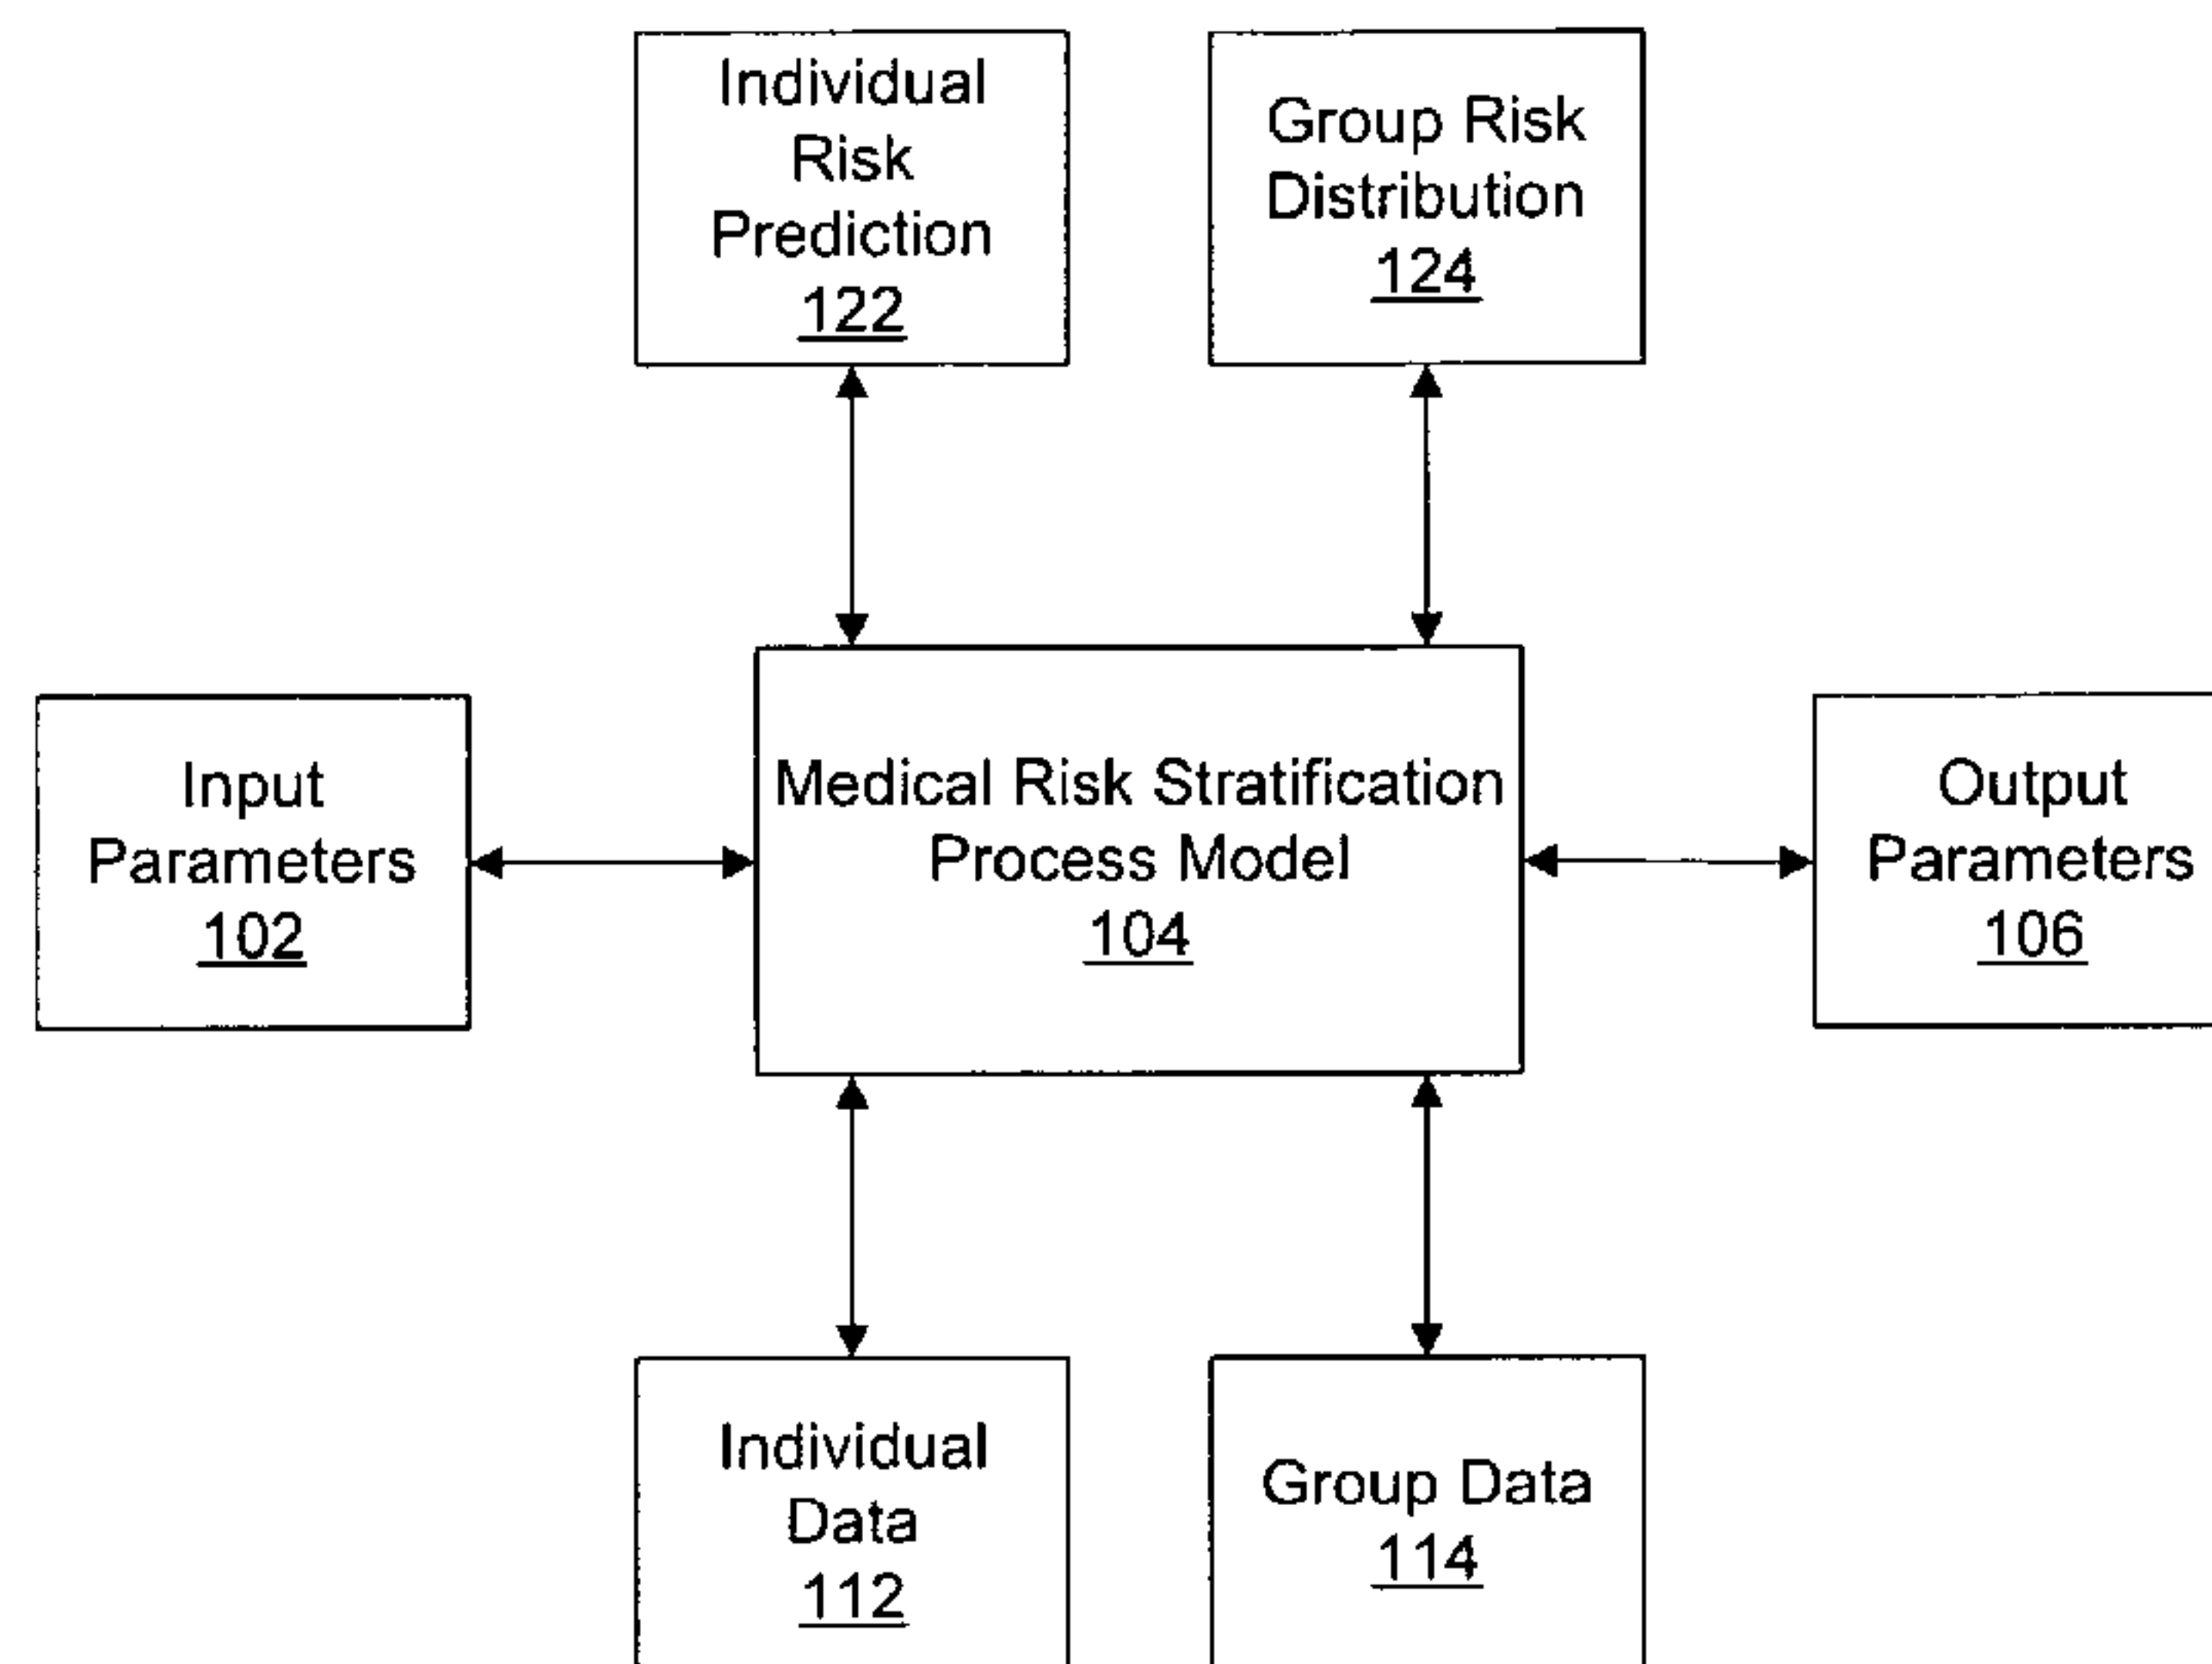 Individual
Risk
Prediction
122
Group Risk
Distribution
124
Input
Parameters
102
Medical Risk Stratification
Process Model
104
Output
Parameters
106
Individual
Data
112
Group Data
114